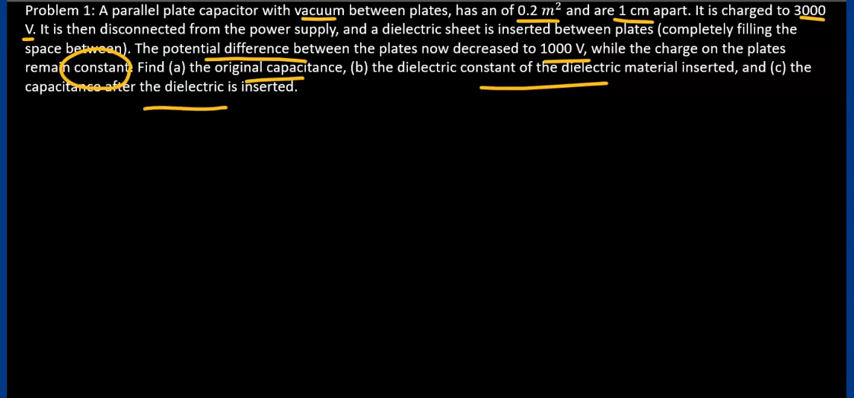 Problem 1: A parallel plate capacitor with vacuum between plates, has an of 0.2 m² and are 1 cm apart. It is charged to 3000
V. It is then disconnected from the power supply, and a dielectric sheet is inserted between plates (completely filling the
space between). The potential difference between the plates now decreased to 1000 V, while the charge on the plates
remain constant. Find (a) the original capacitance, (b) the dielectric constant of the dielectric material inserted, and (c) the
capacitance after the dielectric is inserted.